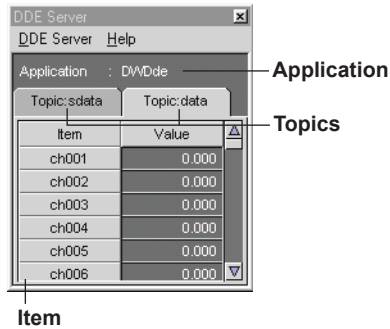 DDE Server
DDE Server Help
Application : DWDde
Application
Topic:sdata Topic:data
Topics
Item Value
ch001 0.000
ch002 0.000
ch003 0.000
ch004 0.000
ch005 0.000
ch006 0.000
Item